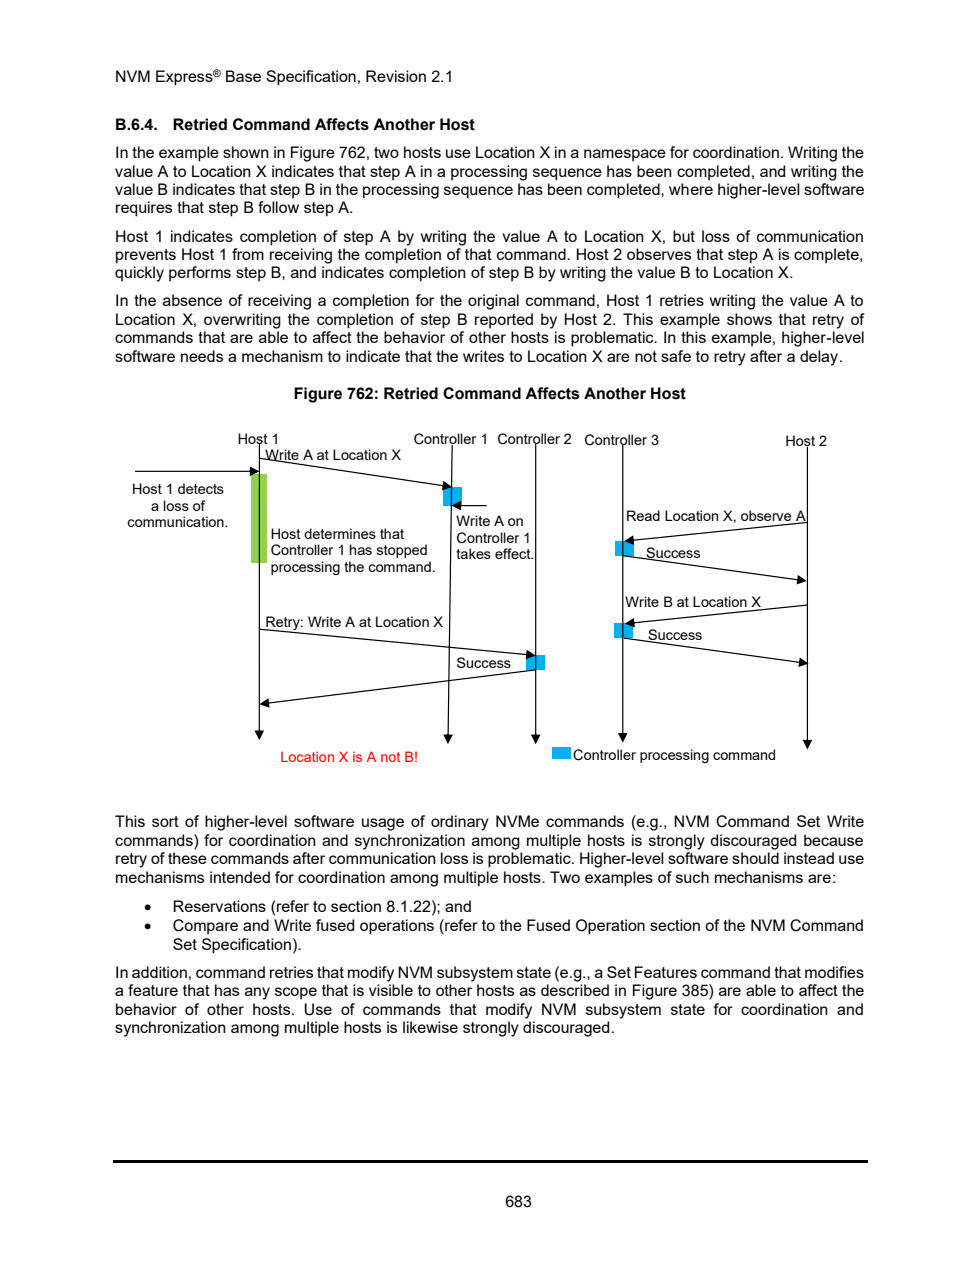 NVM Express® Base Specification, Revision 2.1
B.6.4. Retried Command Affects Another Host
In the example shown in Figure 762, two hosts use Location X in a namespace for coordination. Writing the
value A to Location X indicates that step A in a processing sequence has been completed, and writing the
value B indicates that step B in the processing sequence has been completed, where higher-level software
requires that step B follow step A.
Host 1 indicates completion of step A by writing the value A to Location X, but loss of communication
prevents Host 1 from receiving the completion of that command. Host 2 observes that step A is complete,
quickly performs step B, and indicates completion of step B by writing the value B to Location X.
In the absence of receiving a completion for the original command, Host 1 retries writing the value A to
Location X, overwriting the completion of step B reported by Host 2. This example shows that retry of
commands that are able to affect the behavior of other hosts is problematic. In this example, higher-level
software needs a mechanism to indicate that the writes to Location X are not safe to retry after a delay.
Figure 762: Retried Command Affects Another Host
Host 1 Controller 1 Controller 2 Controller 3 Host 2
Write A at Location X
Host 1 detects
a loss of
communication.
Host determines that
Controller 1 has stopped
processing the command.
Write A on
Controller 1
takes effect.
Read Location X, observe A
Success
Write B at Location X
Success
Retry: Write A at Location X
Success
Location X is A not B!
Controller processing command
This sort of higher-level software usage of ordinary NVMe commands (e.g., NVM Command Set Write
commands) for coordination and synchronization among multiple hosts is strongly discouraged because
retry of these commands after communication loss is problematic. Higher-level software should instead use
mechanisms intended for coordination among multiple hosts. Two examples of such mechanisms are:
• Reservations (refer to section 8.1.22); and
• Compare and Write fused operations (refer to the Fused Operation section of the NVM Command
Set Specification).
In addition, command retries that modify NVM subsystem state (e.g., a Set Features command that modifies
a feature that has any scope that is visible to other hosts as described in Figure 385) are able to affect the
behavior of other hosts. Use of commands that modify NVM subsystem state for coordination and
synchronization among multiple hosts is likewise strongly discouraged.
683